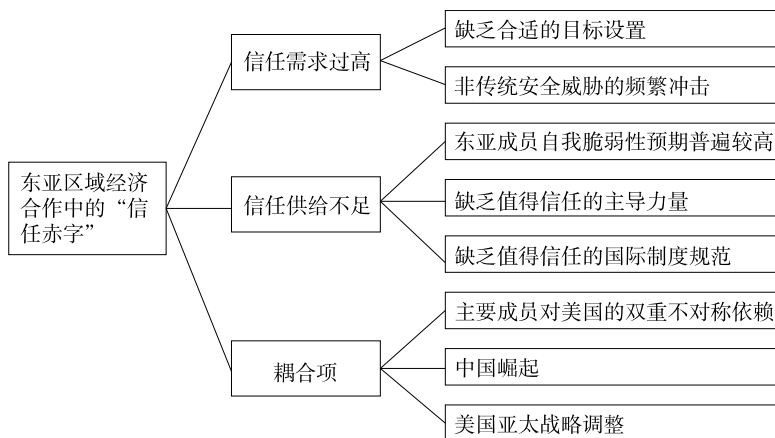 东亚区域经济
合作中的“信
任赤字”
信任需求过高
缺乏合适的目标设置
非传统安全威胁的频繁冲击
信任供给不足
东亚成员自我脆弱性预期普遍较高
缺乏值得信任的主导力量
缺乏值得信任的国际制度规范
耦合项
主要成员对美国的双重不对称依赖
中国崛起
美国亚太战略调整